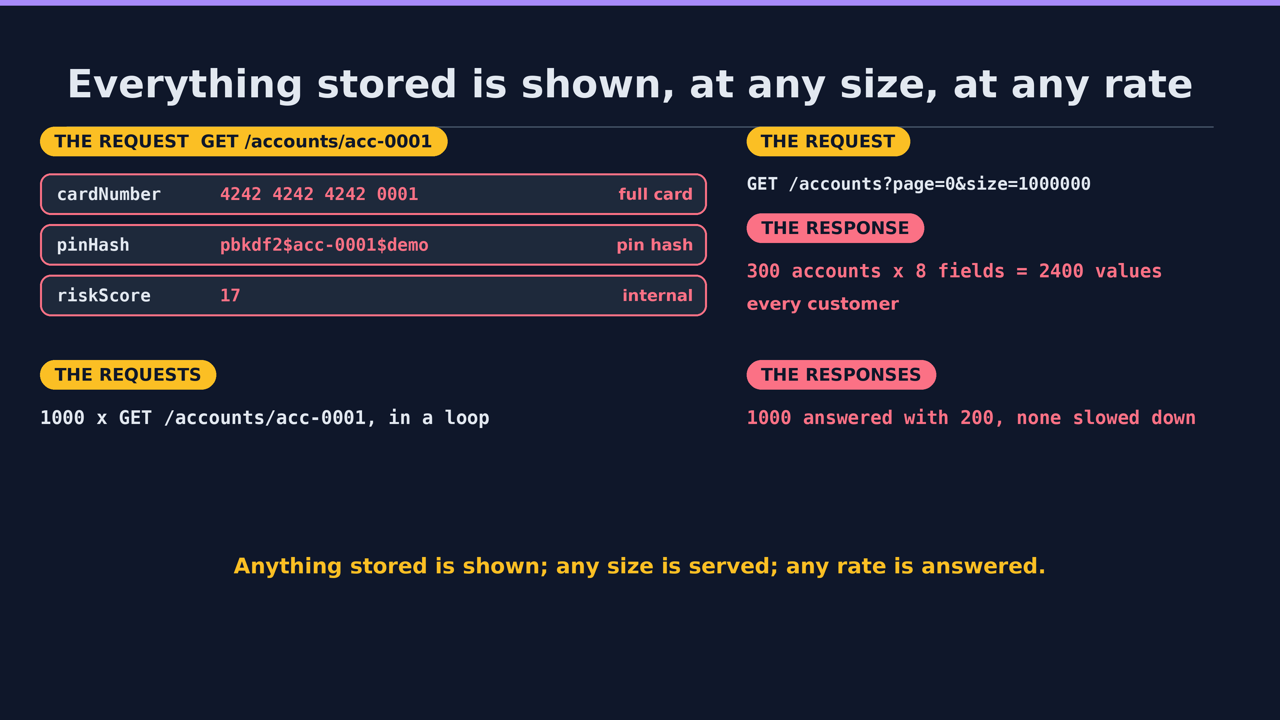 Everything stored is shown, at any size, at any rate
THE REQUEST GET /accounts/acc-0001
cardNumber 4242 4242 4242 0001 full card
pinHash pbkdf2$acc-0001$demo pin hash
riskScore 17 internal
THE REQUEST
GET /accounts?page=0&size=1000000
THE RESPONSE
300 accounts x 8 fields = 2400 values
every customer
THE REQUESTS
1000 x GET /accounts/acc-0001, in a loop
THE RESPONSES
1000 answered with 200, none slowed down
Anything stored is shown; any size is served; any rate is answered.